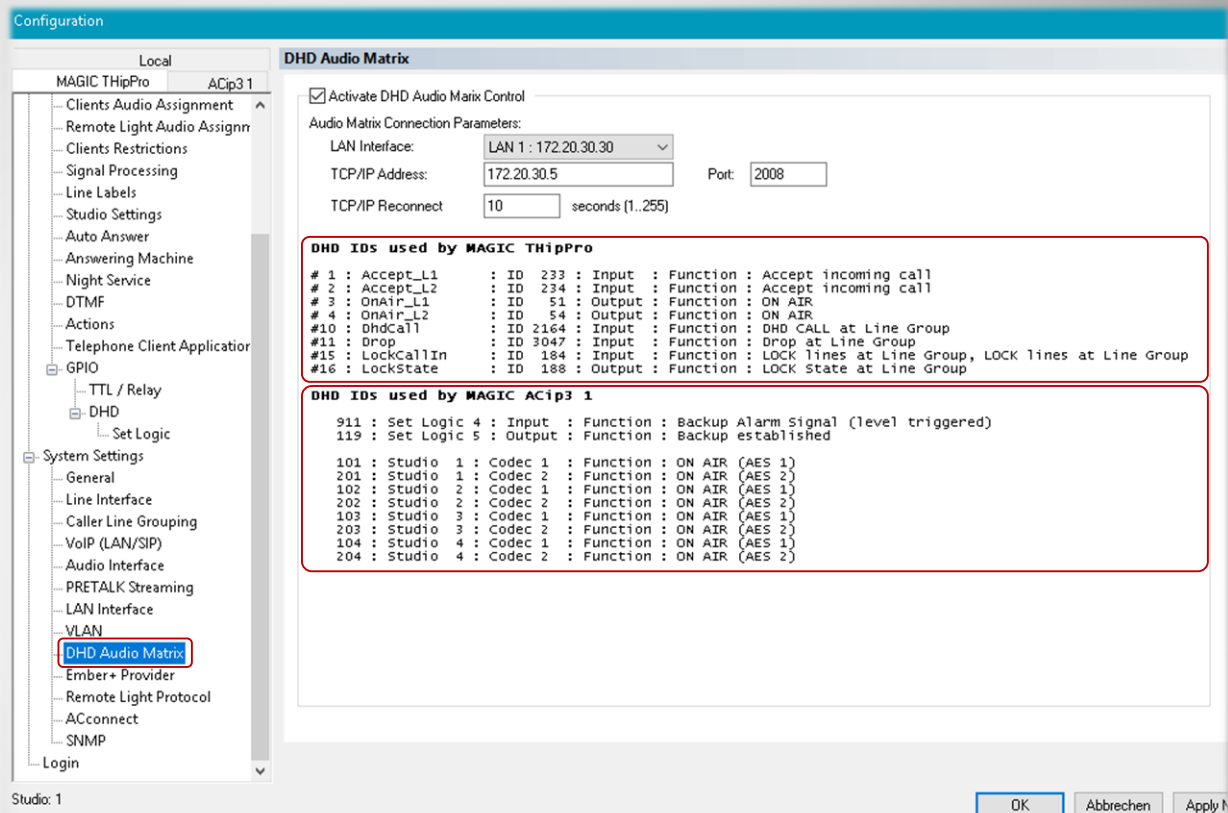 Configuration
Local
MAGIC THipPro
ACip3 1
Clients Audio Assignment
Remote Light Audio Assignm
Clients Restrictions
Signal Processing
Line Labels
Studio Settings
Auto Answer
Answering Machine
Night Service
DTMF
Actions
Telephone Client Application
GPIO
TTL / Relay
DHD
Set Logic
System Settings
General
Line Interface
Caller Line Grouping
VoIP (LAN/SIP)
Audio Interface
PRETALK Streaming
LAN Interface
VLAN
DHD Audio Matrix
Ember+ Provider
Remote Light Protocol
ACconnect
SNMP
Login
Studio: 1
DHD Audio Matrix
Activate DHD Audio Marix Control
Audio Matrix Connection Parameters:
LAN Interface: LAN 1 : 172.20.30.30
TCP/IP Address: 172.20.30.5 Port: 2008
TCP/IP Reconnect 10 seconds (1..255)
DHD IDs used by MAGIC THipPro
# 1 : Accept_L1 : ID 233 : Input : Function : Accept incoming call
# 2 : Accept_L2 : ID 234 : Input : Function : Accept incoming call
# 3 : OnAir_L1 : ID 51 : Output : Function : ON AIR
# 4 : OnAir_L2 : ID 54 : Output : Function : ON AIR
#10 : DhdCall : ID 2164 : Input : Function : DHD CALL at Line Group
#11 : Drop : ID 3047 : Input : Function : Drop at Line Group
#15 : LockCallIn : ID 184 : Input : Function : LOCK lines at Line Group, LOCK lines at Line Group
#16 : LockState : ID 188 : Output : Function : LOCK State at Line Group
DHD IDs used by MAGIC ACip3 1
911 : Set Logic 4 : Input : Function : Backup Alarm Signal (level triggered)
119 : Set Logic 5 : Output : Function : Backup established
101 : Studio 1 : Codec 1 : Function : ON AIR (AES 1)
201 : Studio 1 : Codec 2 : Function : ON AIR (AES 2)
102 : Studio 2 : Codec 1 : Function : ON AIR (AES 1)
202 : Studio 2 : Codec 2 : Function : ON AIR (AES 2)
103 : Studio 3 : Codec 1 : Function : ON AIR (AES 1)
203 : Studio 3 : Codec 2 : Function : ON AIR (AES 2)
104 : Studio 4 : Codec 1 : Function : ON AIR (AES 1)
204 : Studio 4 : Codec 2 : Function : ON AIR (AES 2)
OK
Abbrechen
Apply N